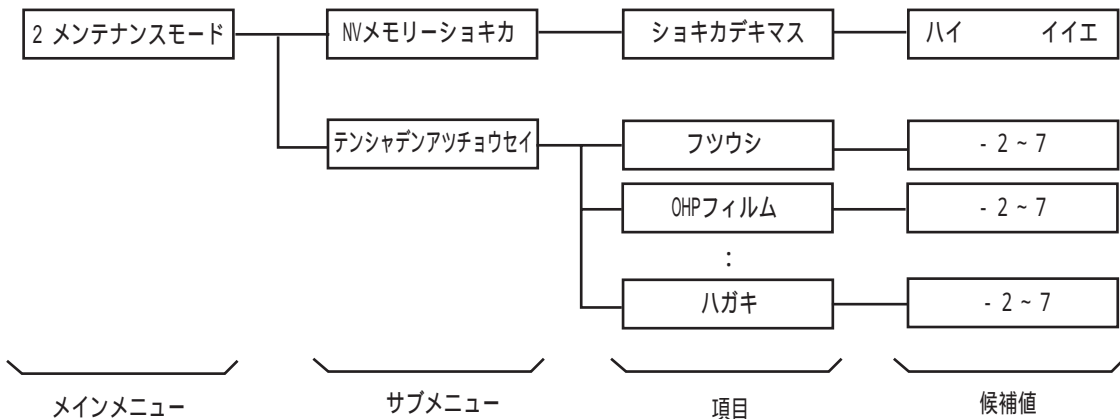 2 メンテナンスモード
NVメモリーショキカ
ショキカデキマス
ハイ イイエ
テンシャデンアツチョウセイ
フツウシ
- 2 ~ 7
OHPフィルム
- 2 ~ 7
:
ハガキ
- 2 ~ 7
メインメニュー
サブメニュー
項目
候補値